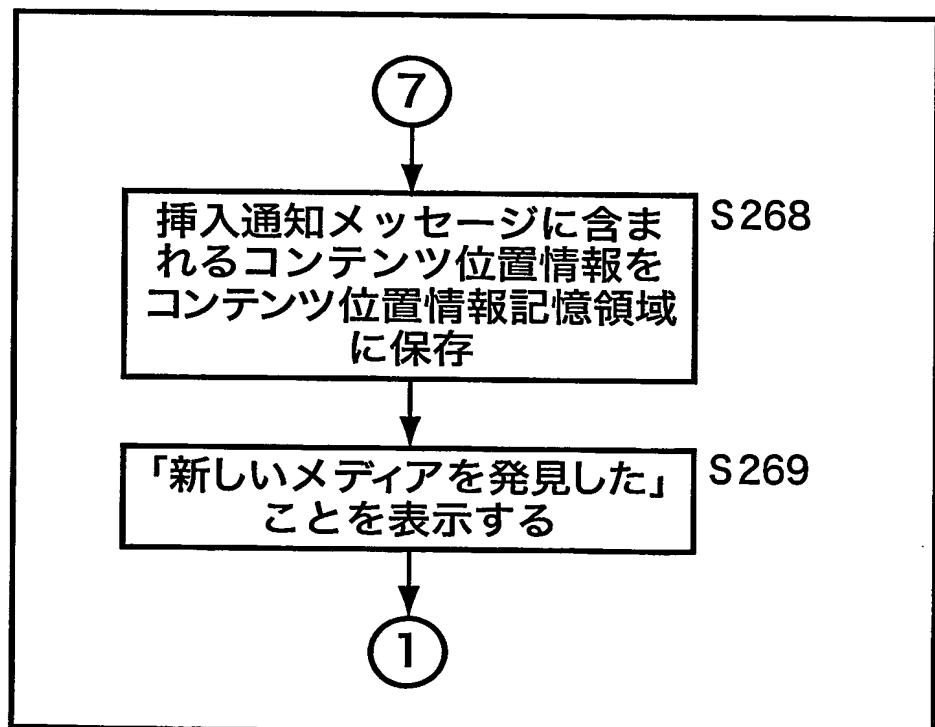 7
挿入通知メッセージに含ま
れるコンテンツ位置情報を
コンテンツ位置情報記憶領域
に保存
S268
「新しいメディアを発見した」
ことを表示する
S269
1